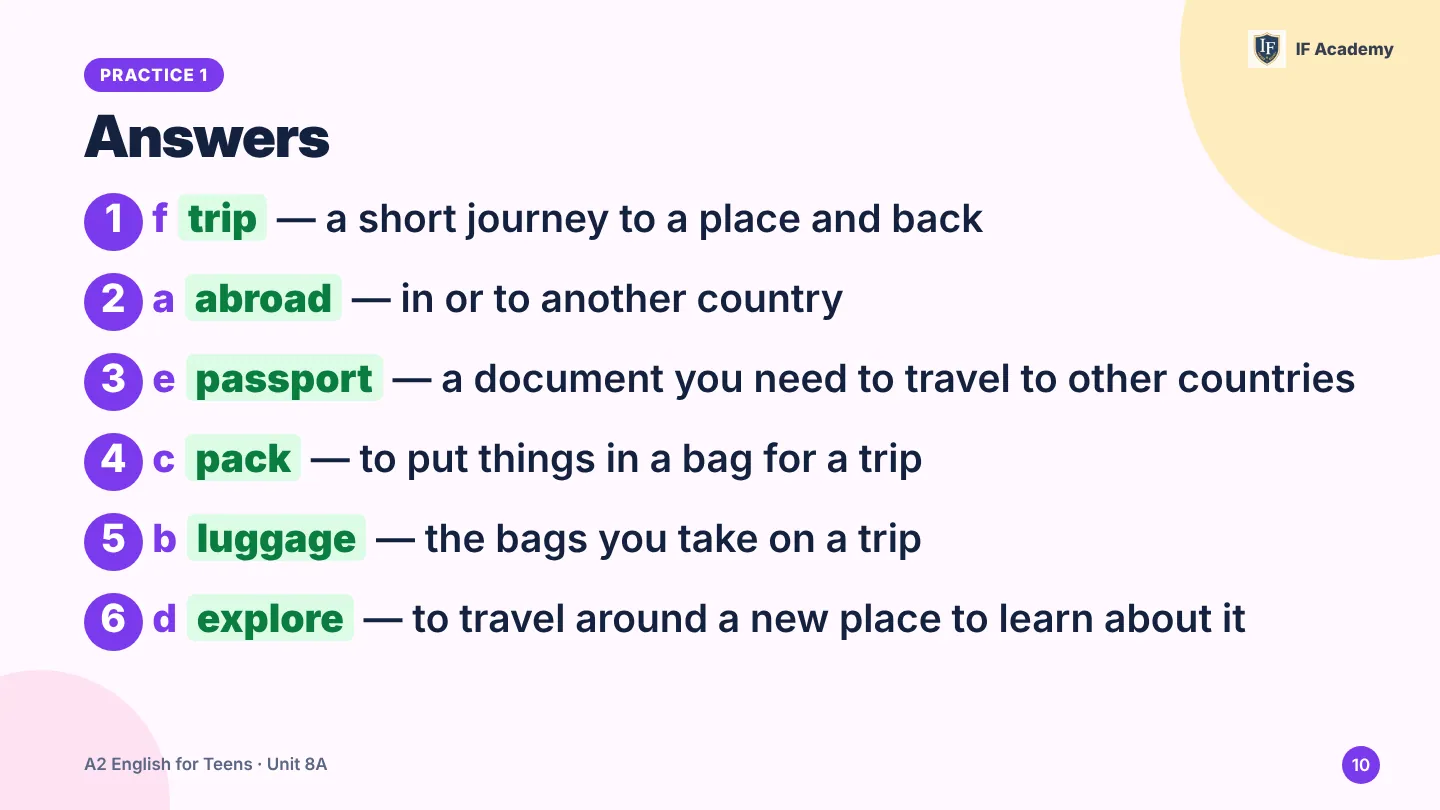 IF IF Academy
PRACTICE 1
Answers
1 f trip — a short journey to a place and back
2 a abroad — in or to another country
3 e passport — a document you need to travel to other countries
4 c pack — to put things in a bag for a trip
5 b luggage — the bags you take on a trip
6 d explore — to travel around a new place to learn about it
A2 English for Teens · Unit 8A
10